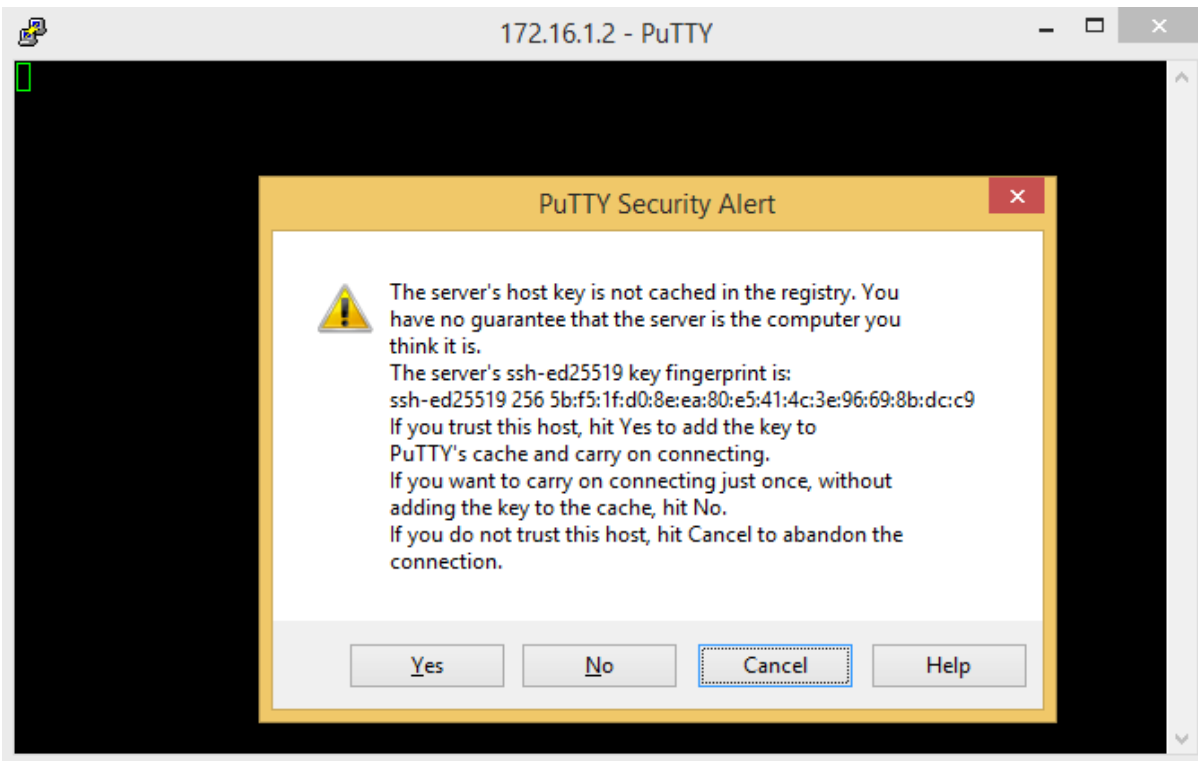 172.16.1.2 - PuTTY
PuTTY Security Alert
The server's host key is not cached in the registry. You
have no guarantee that the server is the computer you
think it is.
The server's ssh-ed25519 key fingerprint is:
ssh-ed25519 256 5b:f5:1f:d0:8e:ea:80:e5:41:4c:3e:96:69:8b:dc:c9
If you trust this host, hit Yes to add the key to
PuTTY's cache and carry on connecting.
If you want to carry on connecting just once, without
adding the key to the cache, hit No.
If you do not trust this host, hit Cancel to abandon the
connection.
Yes No Cancel Help